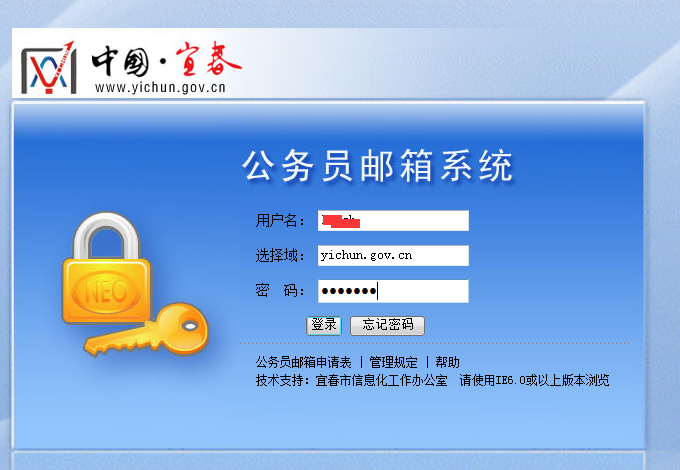 中国·宜春
www.yichun.gov.cn
公务员邮箱系统
用户名：
选择域： yichun.gov.cn
密 码： ●●●●●●●
NEO
登录 忘记密码
公务员邮箱申请表 | 管理规定 | 帮助
技术支持：宜春市信息化工作办公室 请使用IE6.0或以上版本浏览